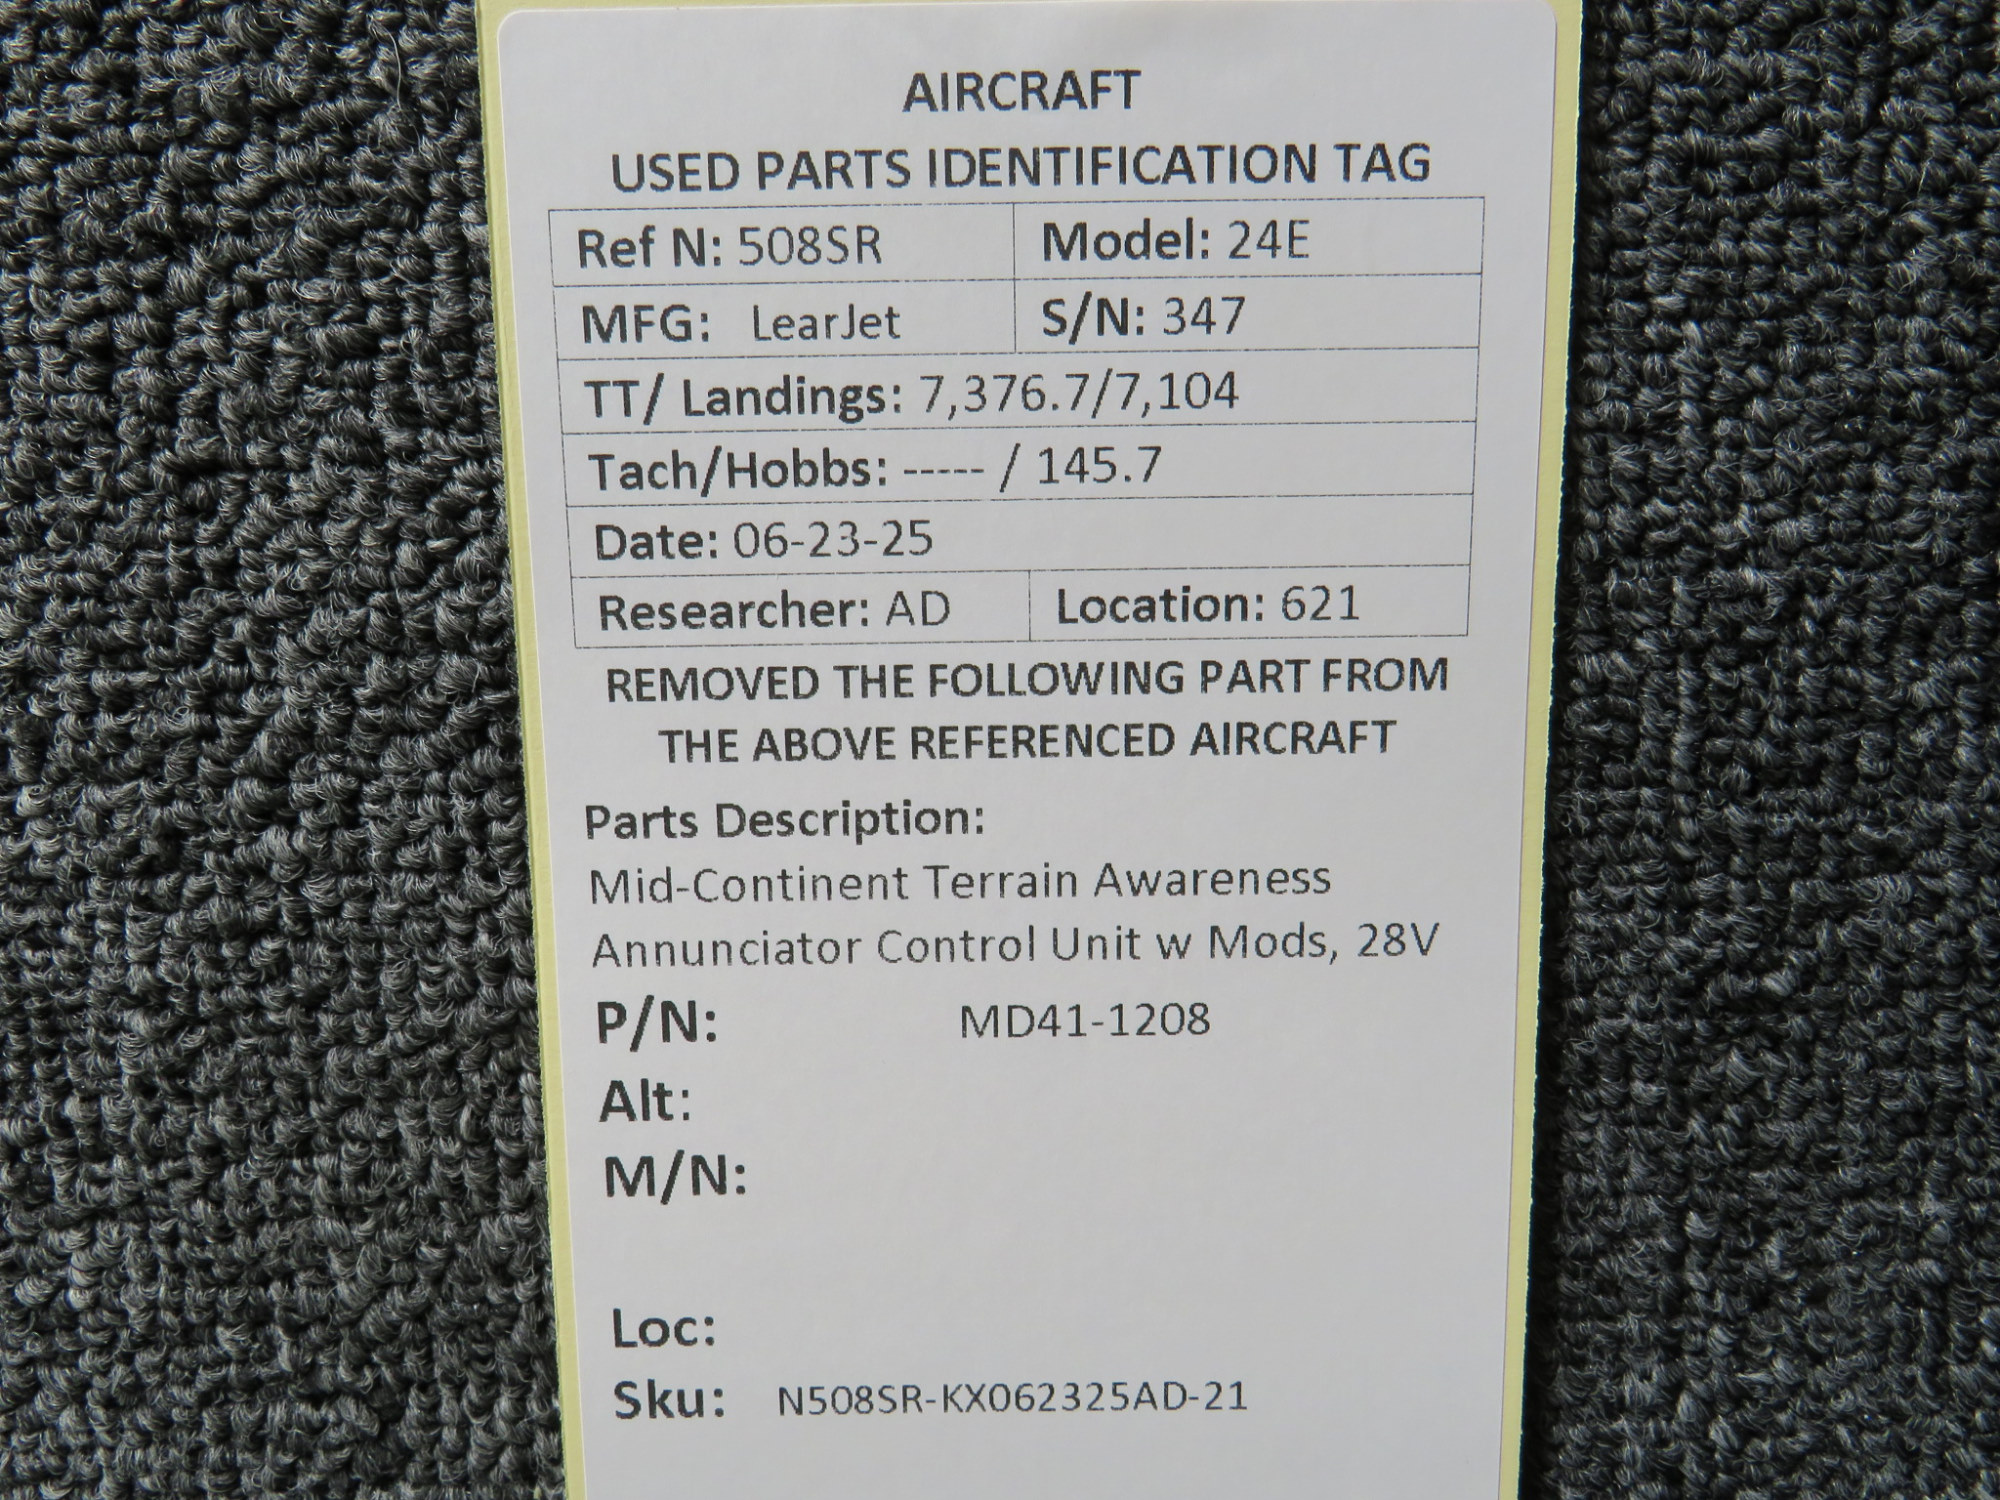 AIRCRAFT
USED PARTS IDENTIFICATION TAG
Ref N: 508SR Model: 24E
MFG: LearJet S/N: 347
TT/ Landings: 7,376.7/7,104
Tach/Hobbs: ----- / 145.7
Date: 06-23-25
Researcher: AD Location: 621
REMOVED THE FOLLOWING PART FROM
THE ABOVE REFERENCED AIRCRAFT
Parts Description:
Mid-Continent Terrain Awareness
Annunciator Control Unit w Mods, 28V
P/N: MD41-1208
Alt:
M/N:
Loc:
Sku: N508SR-KX062325AD-21